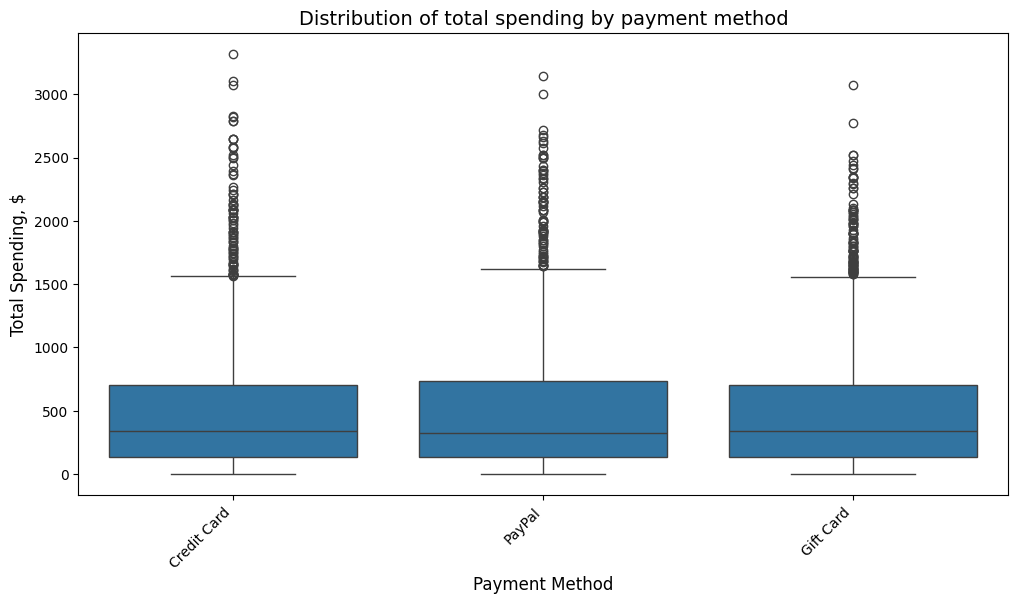 Distribution of total spending by payment method
Total Spending, $
3000
2500
2000
1500
1000
500
0
Credit Card
PayPal
Gift Card
Payment Method